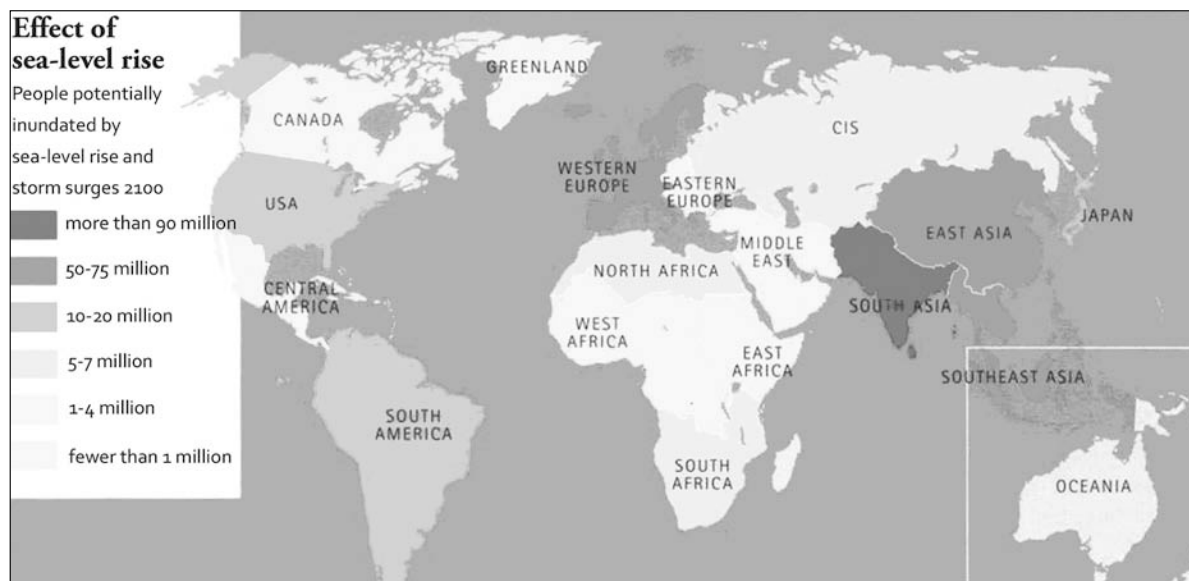 Effect of
sea-level rise
People potentially
inundated by
sea-level rise and
storm surges 2100
more than 90 million
50-75 million
10-20 million
5-7 million
1-4 million
fewer than 1 million
GREENLAND
CANADA
CIS
WESTERN
EUROPE
EASTERN
EUROPE
USA
JAPAN
EAST ASIA
MIDDLE
EAST
NORTH AFRICA
CENTRAL
AMERICA
SOUTH ASIA
WEST
AFRICA
EAST
AFRICA
SOUTHEAST ASIA
SOUTH
AMERICA
SOUTH
AFRICA
OCEANIA